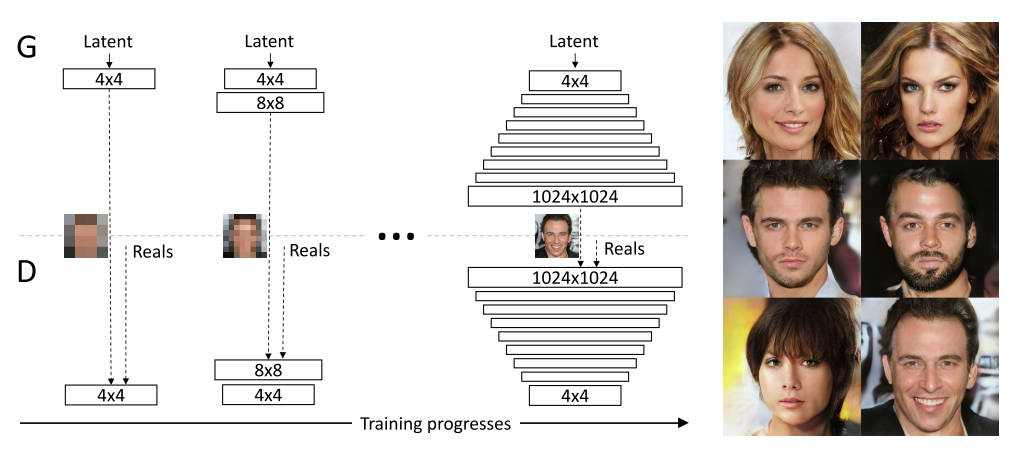 G
Latent
Latent
Latent
4x4
4x4
4x4
8x8
1024x1024
Reals
Reals
Reals
D
1024x1024
8x8
4x4
4x4
4x4
Training progresses